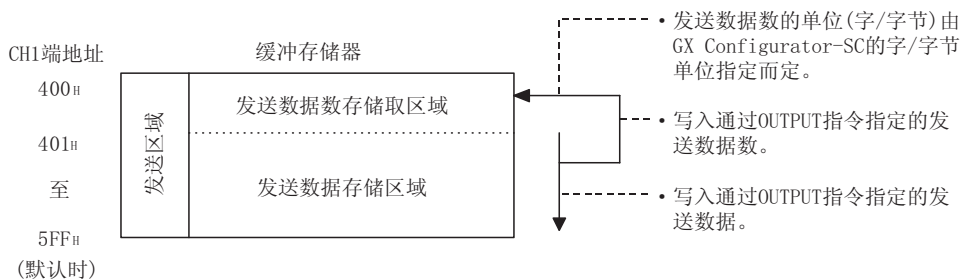 CH1端地址
缓冲存储器
400H
401H
至
5FFH
(默认时)
发送区域
发送数据数存储取区域
发送数据存储区域
•发送数据数的单位(字/字节)由
GX Configurator-SC的字/字节
单位指定而定。
•写入通过OUTPUT指令指定的发
送数据数。
•写入通过OUTPUT指令指定的发
送数据。